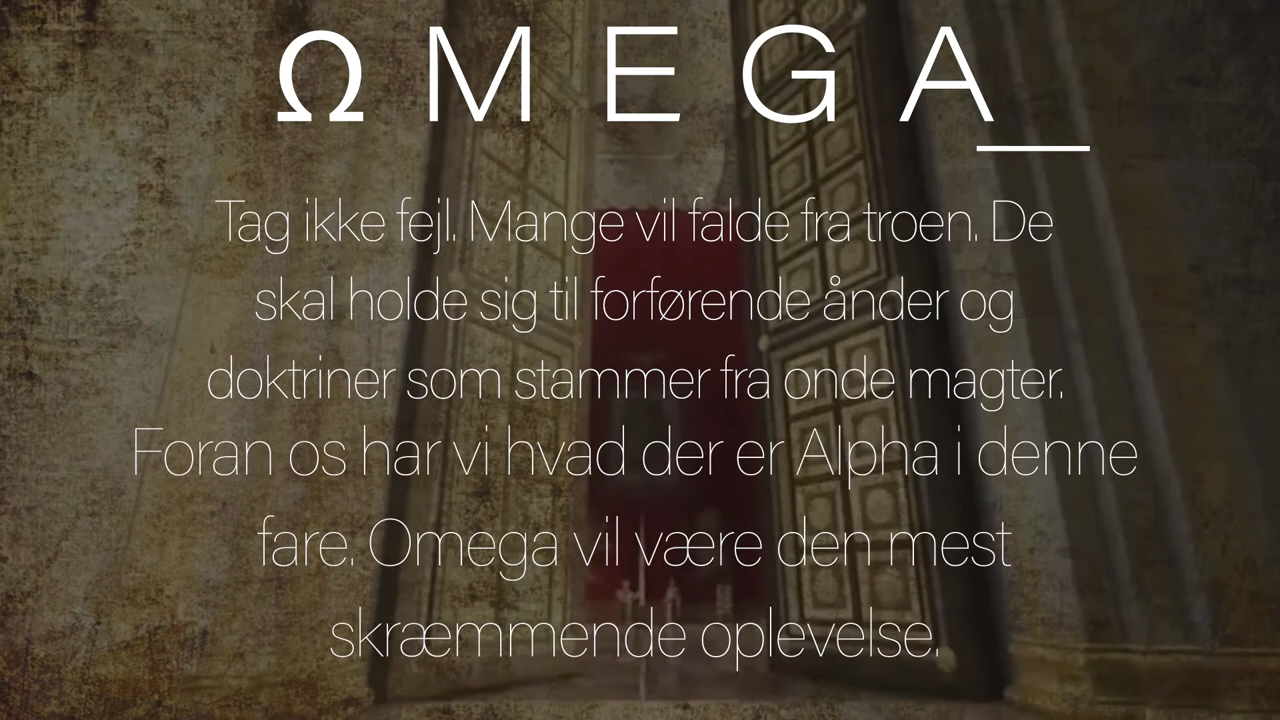 Ω M E G A_
Tag ikke fejl. Mange vil falde fra troen. De
skal holde sig til forførende ånder og
doktriner som stammer fra onde magter.
Foran os har vi hvad der er Alpha i denne
fare. Omega vil være den mest
skræmmende oplevelse.